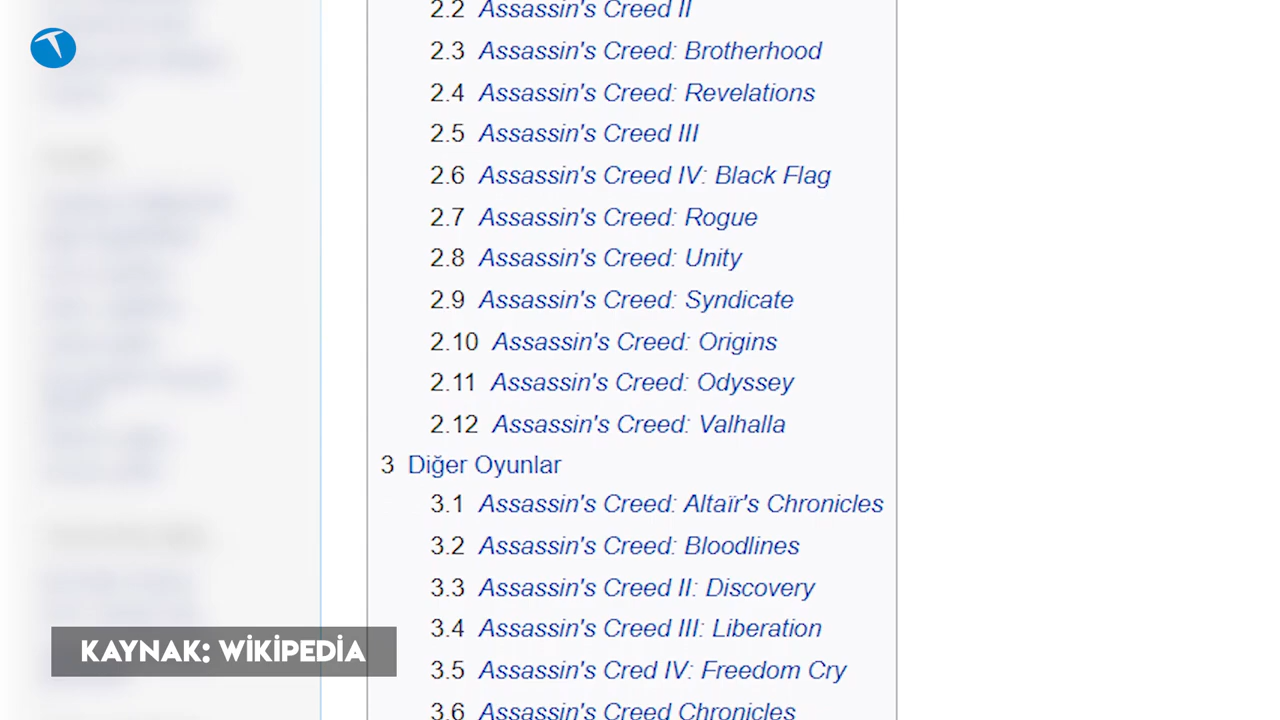 2.2 Assassin's Creed II
2.3 Assassin's Creed: Brotherhood
2.4 Assassin's Creed: Revelations
2.5 Assassin's Creed III
2.6 Assassin's Creed IV: Black Flag
2.7 Assassin's Creed: Rogue
2.8 Assassin's Creed: Unity
2.9 Assassin's Creed: Syndicate
2.10 Assassin's Creed: Origins
2.11 Assassin's Creed: Odyssey
2.12 Assassin's Creed: Valhalla
3 Diğer Oyunlar
3.1 Assassin's Creed: Altaïr's Chronicles
3.2 Assassin's Creed: Bloodlines
3.3 Assassin's Creed II: Discovery
3.4 Assassin's Creed III: Liberation
3.5 Assassin's Cred IV: Freedom Cry
3.6 Assassin's Creed Chronicles
KAYNAK: WİKİPEDİA